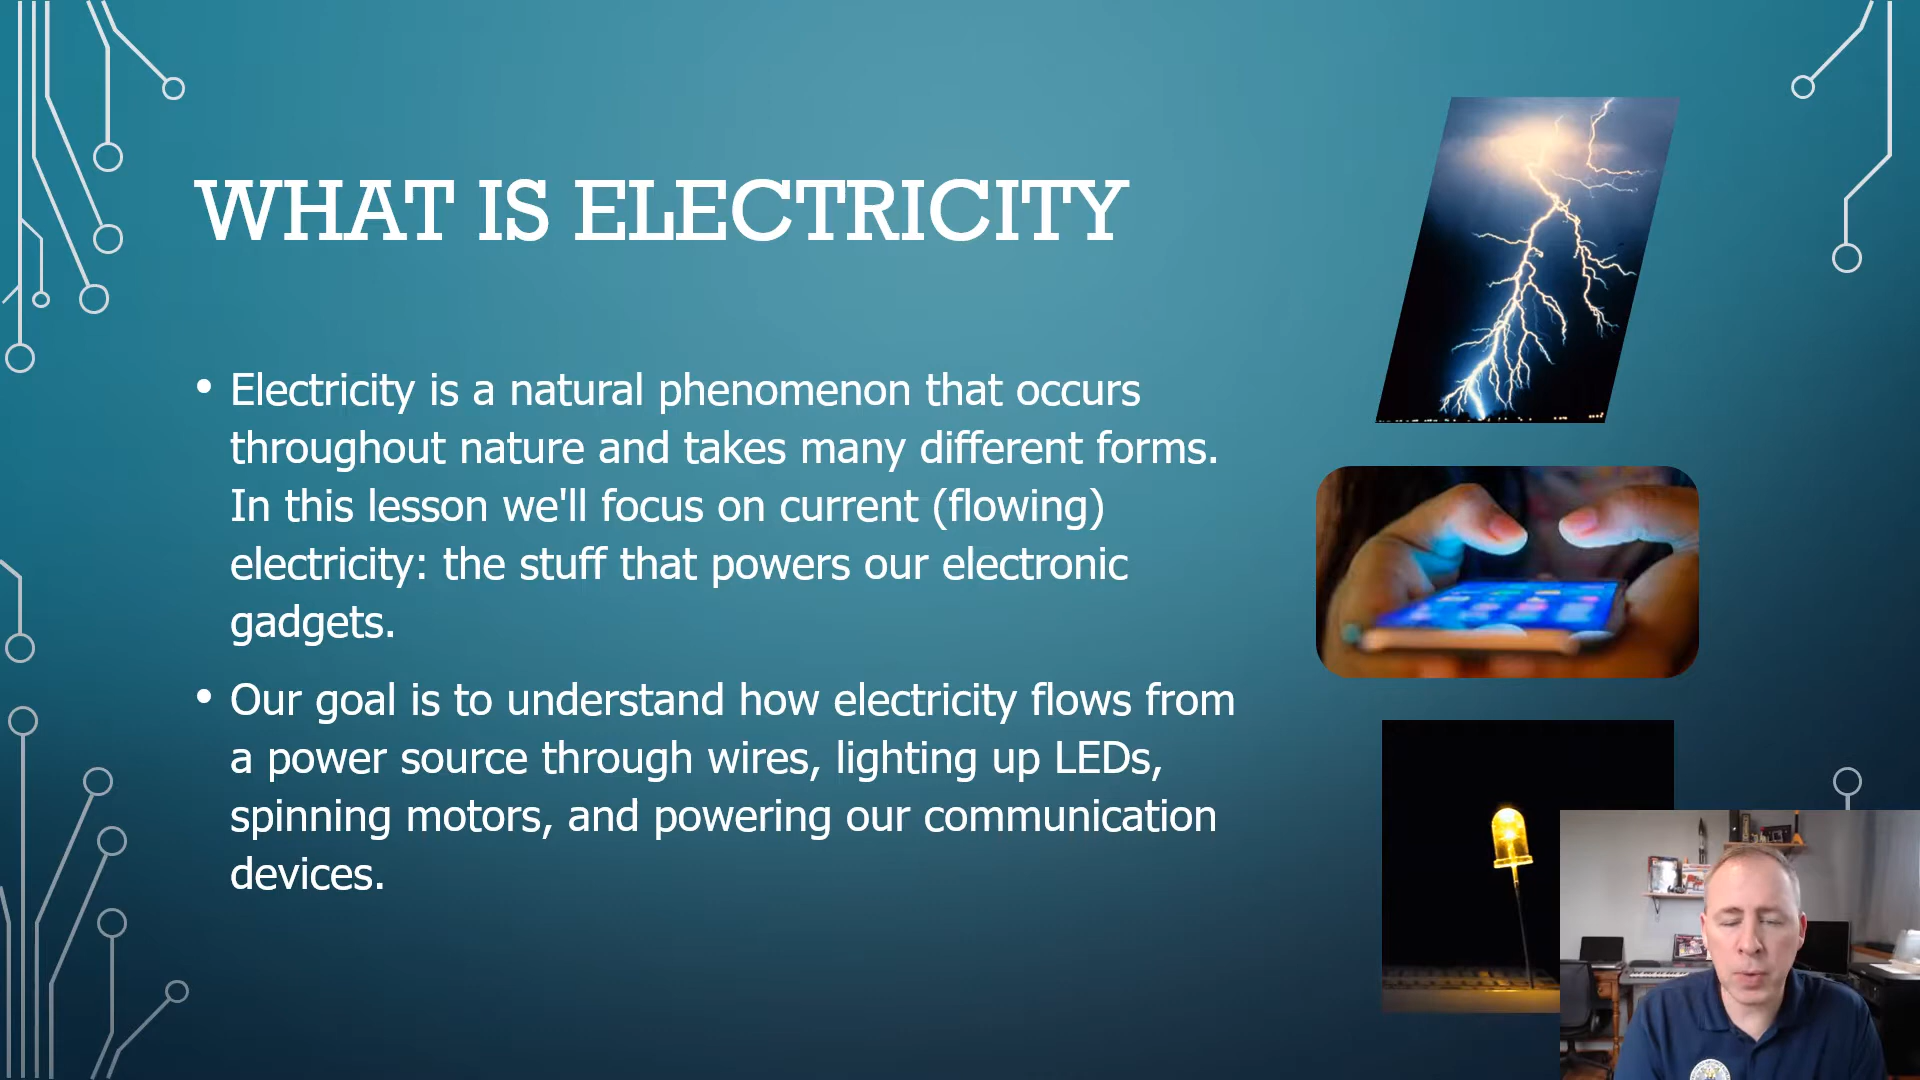 WHAT IS ELECTRICITY
• Electricity is a natural phenomenon that occurs
throughout nature and takes many different forms.
In this lesson we'll focus on current (flowing)
electricity: the stuff that powers our electronic
gadgets.
• Our goal is to understand how electricity flows from
a power source through wires, lighting up LEDs,
spinning motors, and powering our communication
devices.